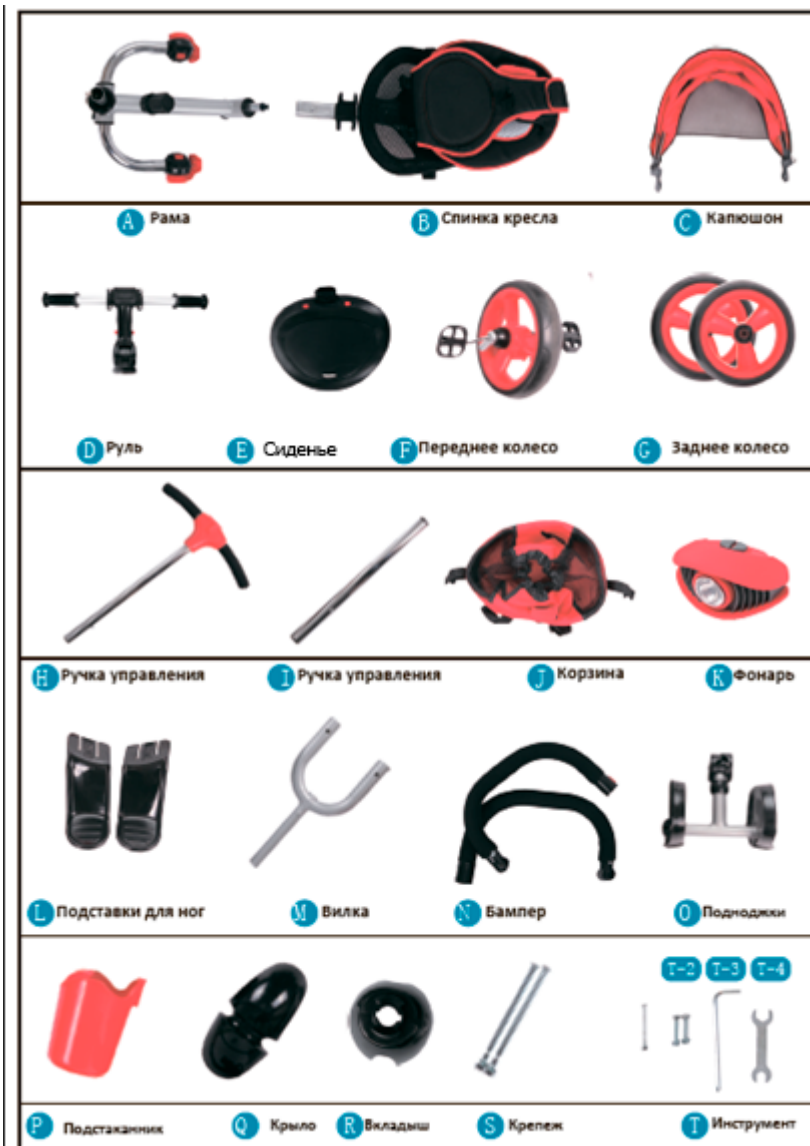 A Рама B Спинка кресла C Капюшон
D Руль E Сиденье F Переднее колесо G Заднее колесо
H Ручка управления I Ручка управления J Корзина K Фонарь
L Подставки для ног M Вилка N Бампер O Подноджки
T-2 T-3 T-4
P Подстаканник Q Крыло R Вкладыш S Крепеж T Инструмент